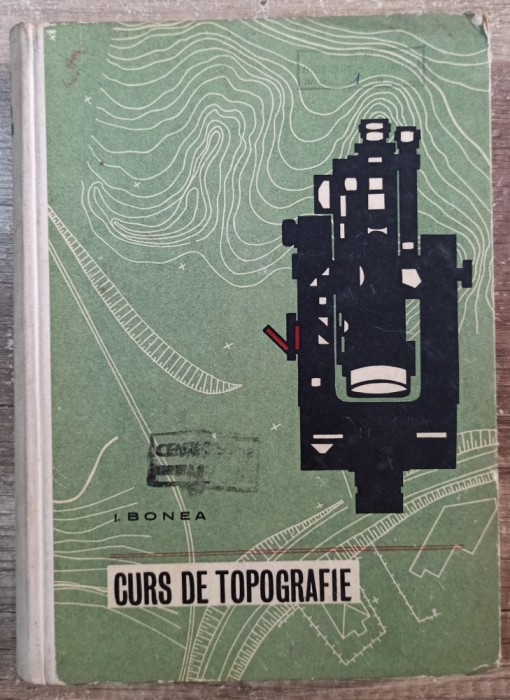 I. BONEA
CURS DE TOPOGRAFIE